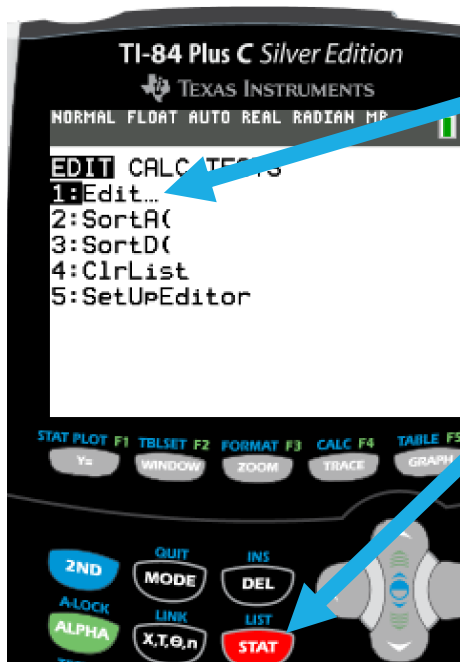 TI-84 Plus C Silver Edition
TEXAS INSTRUMENTS
NORMAL FLOAT AUTO REAL RADIAN MP
EDIT CALC TESTS
1:Edit…
2:SortA(
3:SortD(
4:ClrList
5:SetUpEditor
STAT PLOT F1 TBLSET F2 FORMAT F3 CALC F4 TABLE F5
Y= WINDOW ZOOM TRACE GRAPH
QUIT INS
2ND MODE DEL
A-LOCK LINK LIST
ALPHA X,T,Θ,n STAT